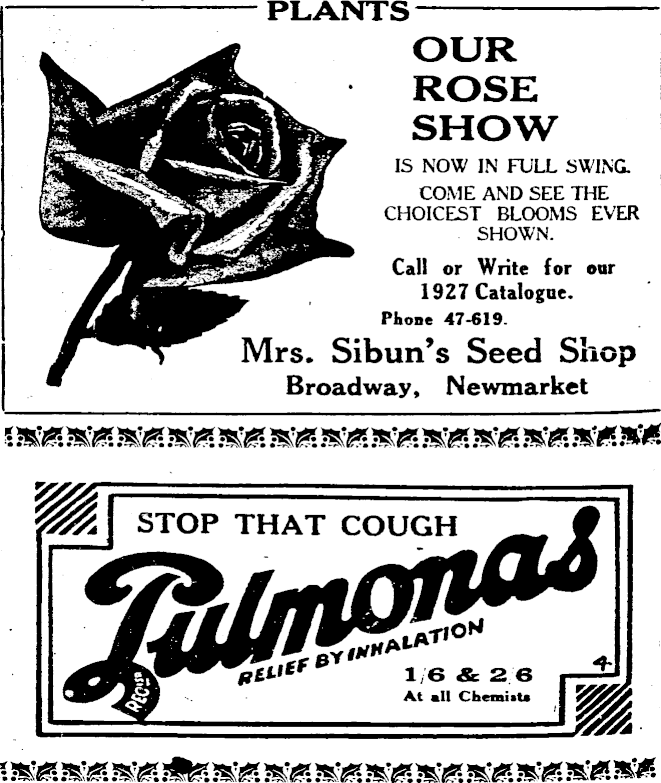 PLANTS
OUR
ROSE
SHOW
IS NOW IN FULL SWING.
COME AND SEE THE
CHOICEST BLOOMS EVER
SHOWN.
Call or Write for our
1927 Catalogue.
Phone 47-619.
Mrs. Sibun's Seed Shop
Broadway, Newmarket
STOP THAT COUGH
Pulmonas
REGISTD
RELIEF BY INHALATION
1/6 & 2/6
At all Chemists
4